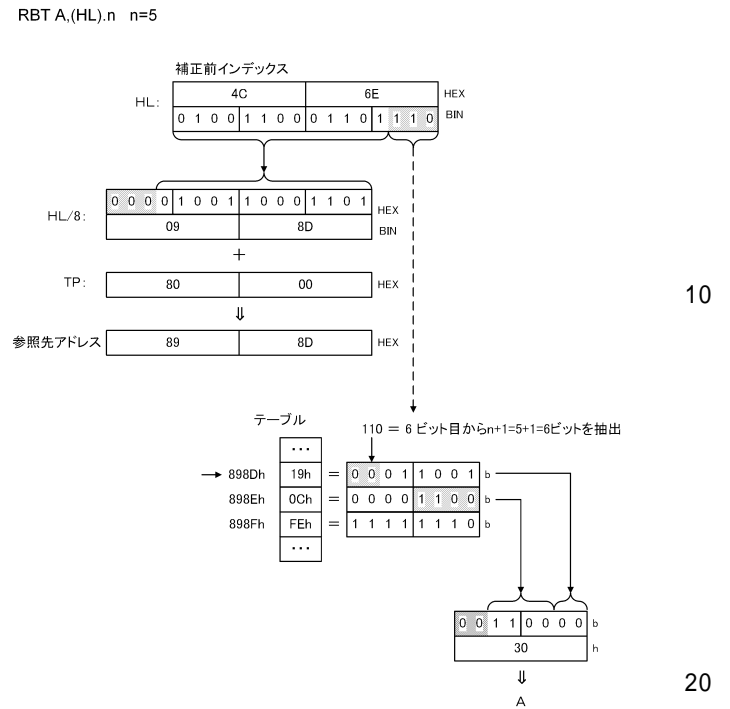 RBT A,(HL).n n=5
補正前インデックス
HL: 4C 6E HEX
0 1 0 0 1 1 0 0 0 1 1 0 1 1 1 0 BIN
HL/8: 0 0 0 0 1 0 0 1 1 0 0 0 1 1 0 1 HEX
09 8D BIN
+
TP: 80 00 HEX
⇓
参照先アドレス 89 8D HEX
10
テーブル
110 = 6 ビット目からn+1=5+1=6ビットを抽出
...
→ 898Dh 19h = 0 0 0 1 1 0 0 1 b
898Eh 0Ch = 0 0 0 0 1 1 0 0 b
898Fh FEh = 1 1 1 1 1 1 1 0 b
...
0 0 1 1 0 0 0 0 b
30 h
⇓
20
A